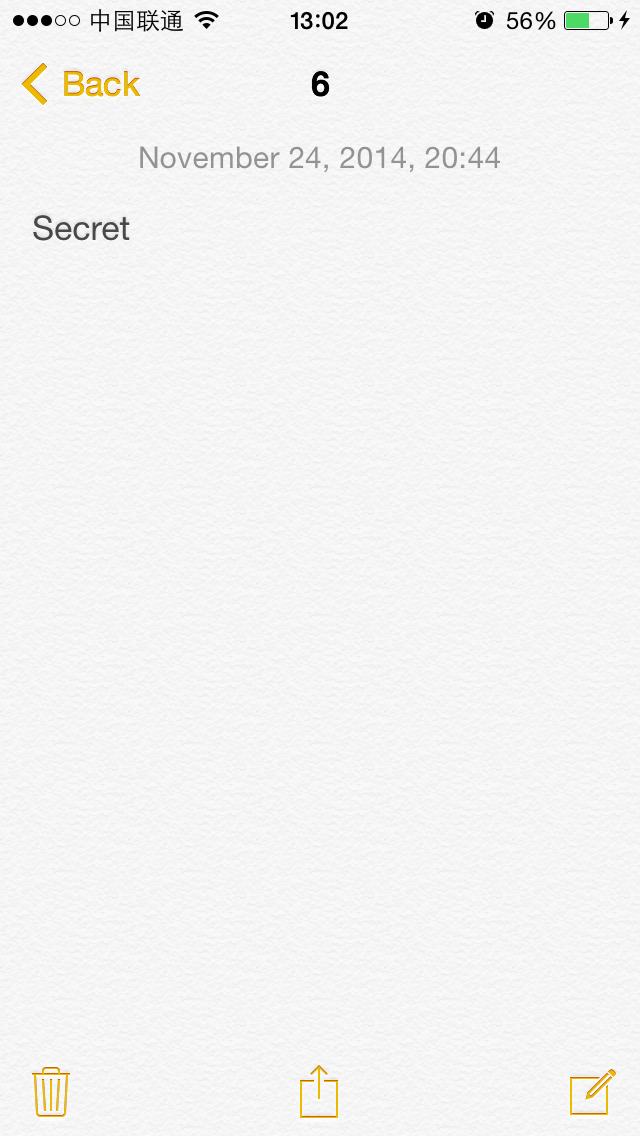 中国联通 13:02 56%
Back 6
November 24, 2014, 20:44
Secret